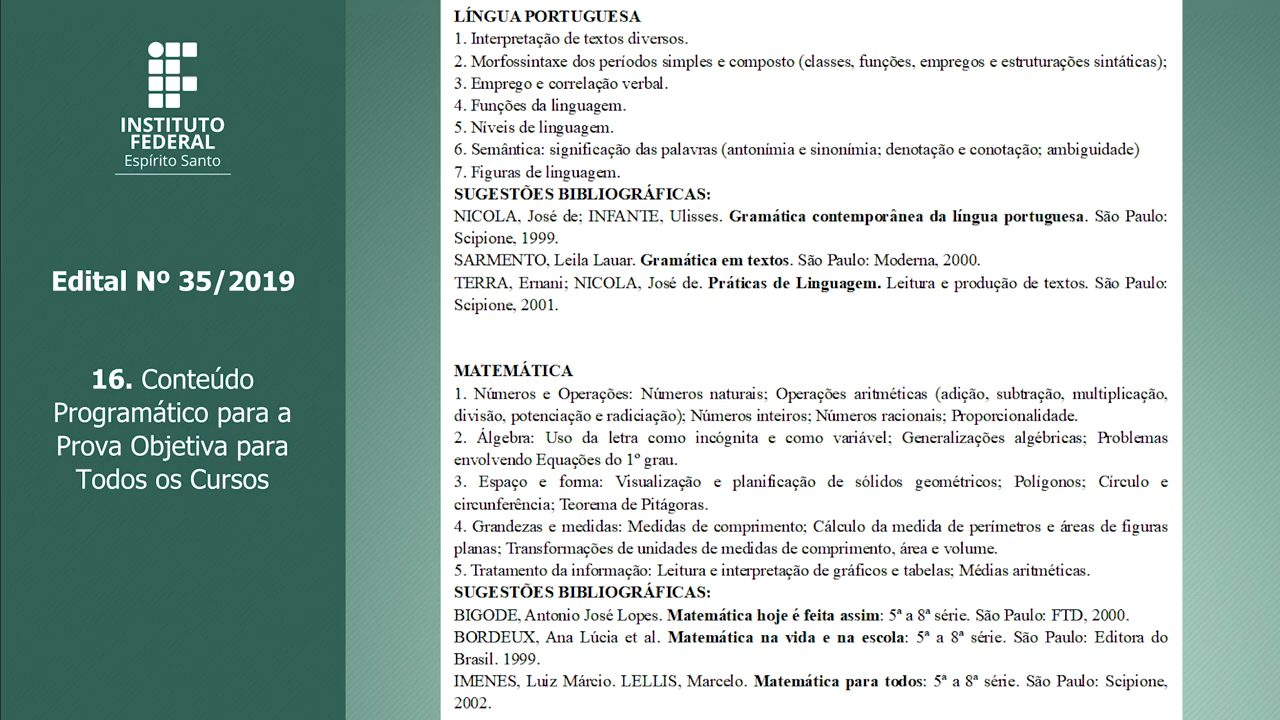 INSTITUTO
FEDERAL
Espírito Santo
Edital Nº 35/2019
16. Conteúdo
Programático para a
Prova Objetiva para
Todos os Cursos
LÍNGUA PORTUGUESA
1. Interpretação de textos diversos.
2. Morfossintaxe dos períodos simples e composto (classes, funções, empregos e estruturações sintáticas);
3. Emprego e correlação verbal.
4. Funções da linguagem.
5. Níveis de linguagem.
6. Semântica: significação das palavras (antonímia e sinonímia; denotação e conotação; ambiguidade)
7. Figuras de linguagem.
SUGESTÕES BIBLIOGRÁFICAS:
NICOLA, José de; INFANTE, Ulisses. Gramática contemporânea da língua portuguesa. São Paulo:
Scipione, 1999.
SARMENTO, Leila Lauar. Gramática em textos. São Paulo: Moderna, 2000.
TERRA, Ernani; NICOLA, José de. Práticas de Linguagem. Leitura e produção de textos. São Paulo:
Scipione, 2001.
MATEMÁTICA
1. Números e Operações: Números naturais; Operações aritméticas (adição, subtração, multiplicação,
divisão, potenciação e radiciação); Números inteiros; Números racionais; Proporcionalidade.
2. Álgebra: Uso da letra como incógnita e como variável; Generalizações algébricas; Problemas
envolvendo Equações do 1º grau.
3. Espaço e forma: Visualização e planificação de sólidos geométricos; Polígonos; Círculo e
circunferência; Teorema de Pitágoras.
4. Grandezas e medidas: Medidas de comprimento; Cálculo da medida de perímetros e áreas de figuras
planas; Transformações de unidades de medidas de comprimento, área e volume.
5. Tratamento da informação: Leitura e interpretação de gráficos e tabelas; Médias aritméticas.
SUGESTÕES BIBLIOGRÁFICAS:
BIGODE, Antonio José Lopes. Matemática hoje é feita assim: 5ª a 8ª série. São Paulo: FTD, 2000.
BORDEUX, Ana Lúcia et al. Matemática na vida e na escola: 5ª a 8ª série. São Paulo: Editora do
Brasil. 1999.
IMENES, Luiz Márcio. LELLIS, Marcelo. Matemática para todos: 5ª a 8ª série. São Paulo: Scipione,
2002.